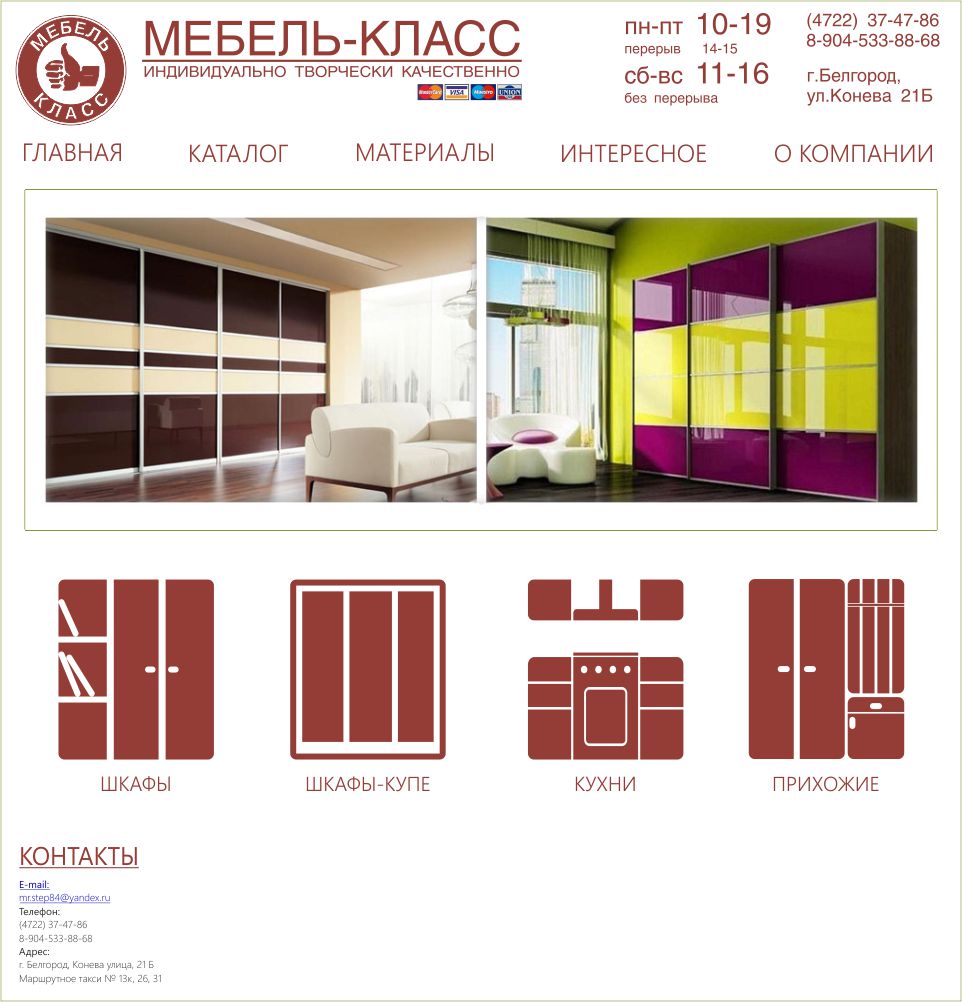 МЕБЕЛЬ
КЛАСС
МЕБЕЛЬ-КЛАСС
ИНДИВИДУАЛЬНО ТВОРЧЕСКИ КАЧЕСТВЕННО
MasterCard VISA Maestro UNION
пн-пт 10-19
перерыв 14-15
сб-вс 11-16
без перерыва
(4722) 37-47-86
8-904-533-88-68
г.Белгород,
ул.Конева 21Б
ГЛАВНАЯ КАТАЛОГ МАТЕРИАЛЫ ИНТЕРЕСНОЕ О КОМПАНИИ
ШКАФЫ ШКАФЫ-КУПЕ КУХНИ ПРИХОЖИЕ
КОНТАКТЫ
E-mail:
mr.step84@yandex.ru
Телефон:
(4722) 37-47-86
8-904-533-88-68
Адрес:
г. Белгород, Конева улица, 21 Б
Маршрутное такси № 13к, 26, 31